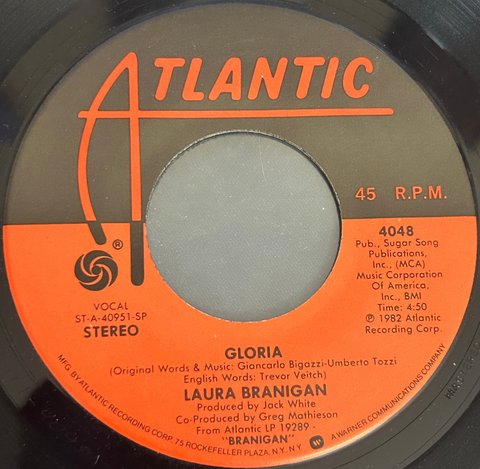 ATLANTIC
45 R.P.M.
®
VOCAL
ST-A-40951-SP
STEREO
4048
Pub., Sugar Song
Publications,
Inc., (MCA)
Music Corporation
Of America,
Inc., BMI
Time: 4:50
℗ 1982 Atlantic
Recording Corp.
GLORIA
(Original Words & Music: Giancarlo Bigazzi-Umberto Tozzi
English Words: Trevor Veitch)
LAURA BRANIGAN
Produced by Jack White
Co-Produced by Greg Mathieson
From Atlantic LP 19289 -
"BRANIGAN"
MFG. BY ATLANTIC RECORDING CORP. 75 ROCKEFELLER PLAZA, N.Y., N.Y. A WARNER COMMUNICATIONS COMPANY